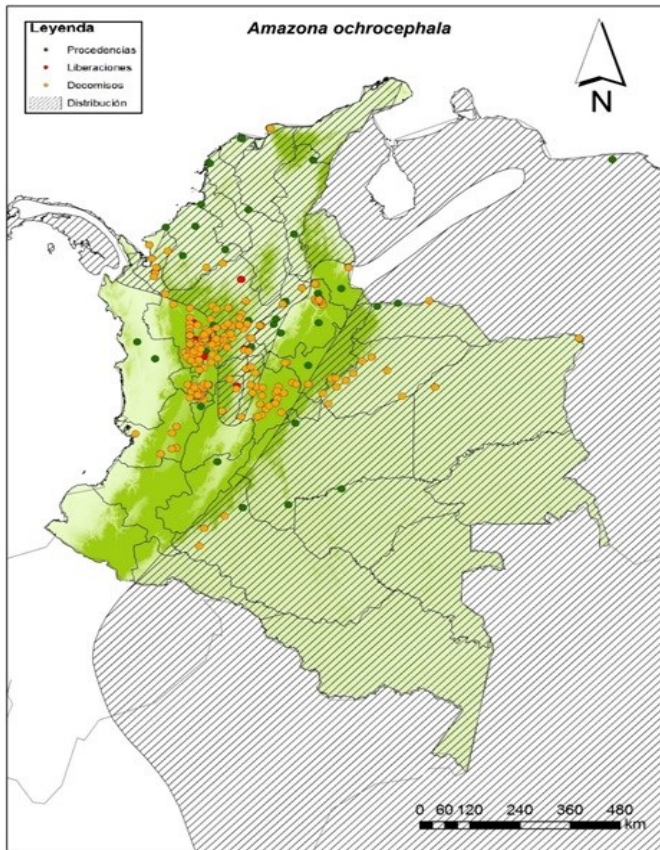 Leyenda
Procedencias
Liberaciones
Decomisos
Distribución
Amazona ochrocephala
N
0 60 120 240 360 480
km